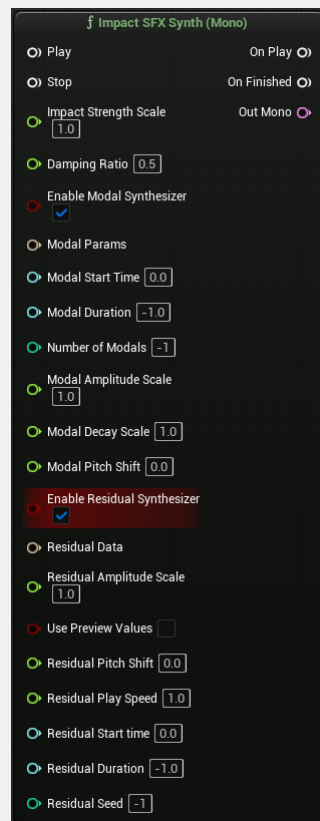 f Impact SFX Synth (Mono)
Play On Play
Stop On Finished
Impact Strength Scale Out Mono
1.0
Damping Ratio 0.5
Enable Modal Synthesizer
Modal Params
Modal Start Time 0.0
Modal Duration -1.0
Number of Modals -1
Modal Amplitude Scale
1.0
Modal Decay Scale 1.0
Modal Pitch Shift 0.0
Enable Residual Synthesizer
Residual Data
Residual Amplitude Scale
1.0
Use Preview Values
Residual Pitch Shift 0.0
Residual Play Speed 1.0
Residual Start time 0.0
Residual Duration -1.0
Residual Seed -1